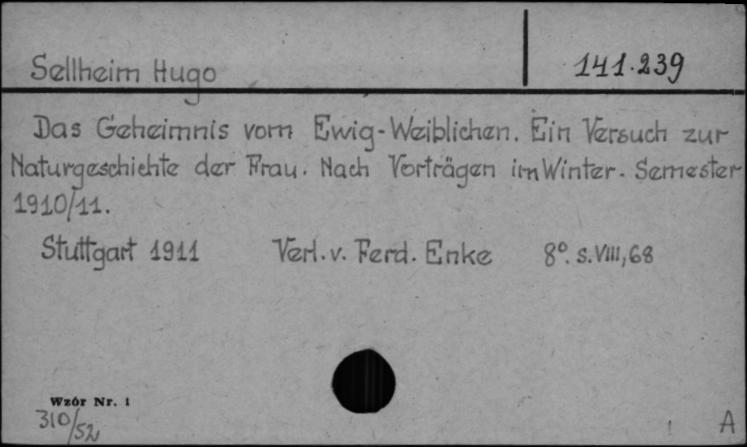 Sellheim Hugo
141.239
Das Geheimnis vom Ewig-Weiblichen. Ein Versuch zur
Naturgeschichte der Frau. Nach Vorträgen im Winter-Semester
1910/11.
Stuttgart 1911 Verl. v. Ferd. Enke 8°. S. VIII, 68
Wzór Nr. 1
310/52
A